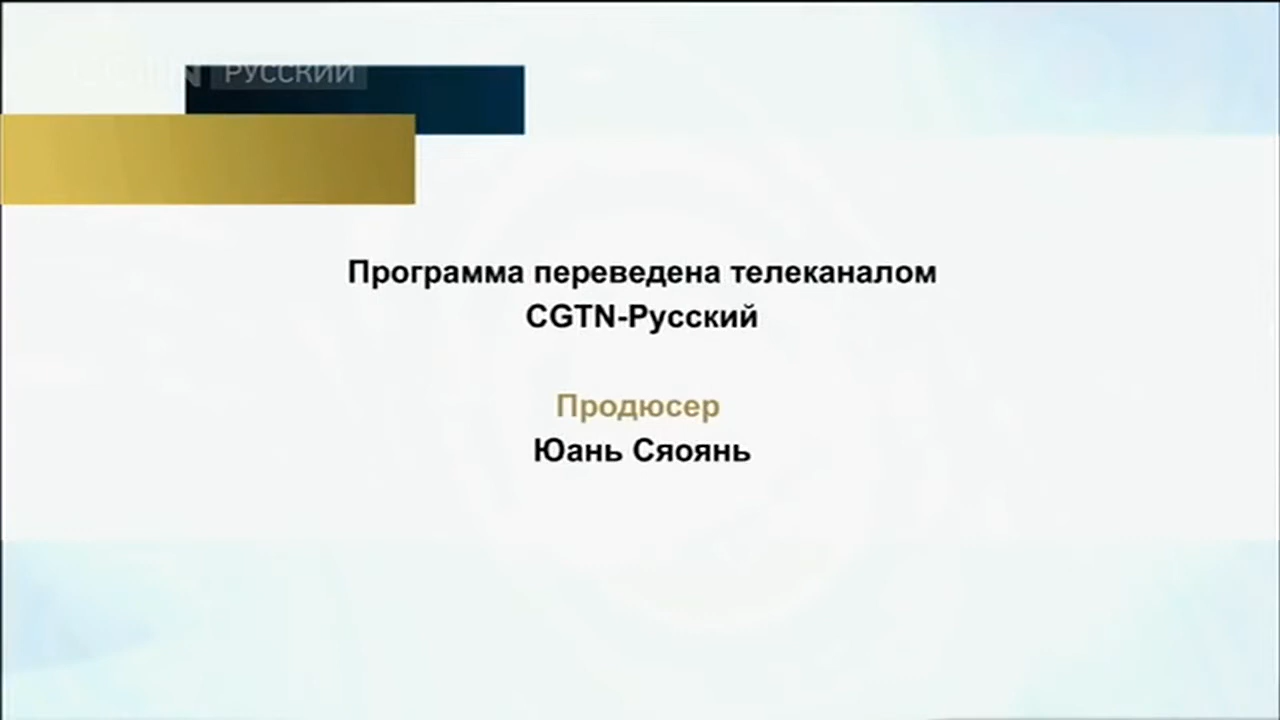 РУССКИЙ
Программа переведена телеканалом
CGTN-Русский
Продюсер
Юань Сяоянь